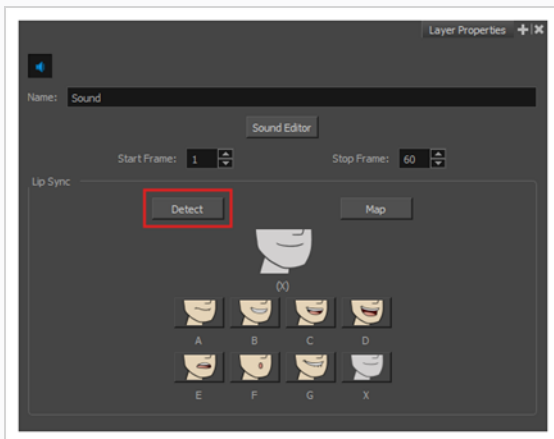 Layer Properties
Name: Sound
Sound Editor
Start Frame: 1 Stop Frame: 60
Lip Sync
Detect Map
(X)
A B C D
E F G X